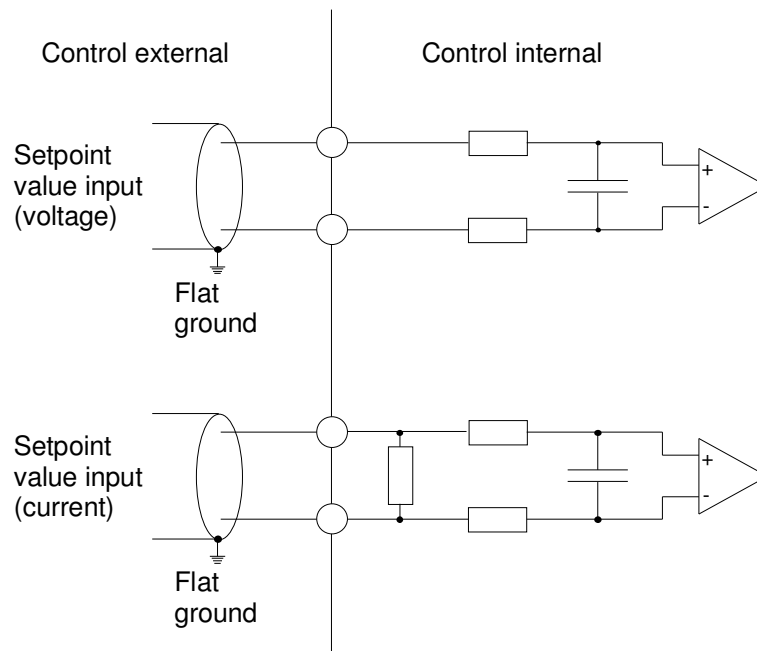 Control external
Control internal
Setpoint
value input
(voltage)
+
-
Flat
ground
Setpoint
value input
(current)
+
-
Flat
ground